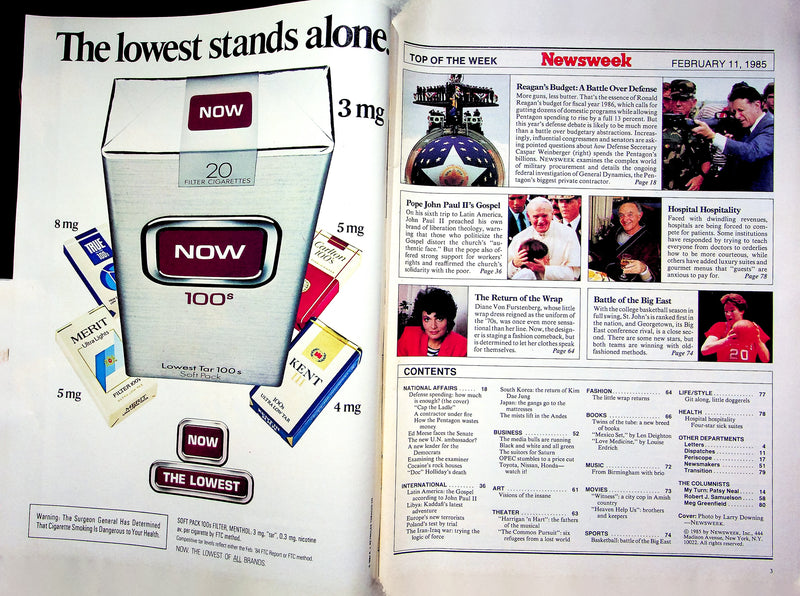 The lowest stands alone.
3 mg
NOW
20
FILTER CIGARETTES
8 mg
TRUE
100's
5 mg
Carlton
100's
NOW
100s
MERIT
Ultra Lights
FILTER 100's
MERIT
5 mg
Lowest Tar 100s
Soft Pack
KENT
III
100's
ULTRA LOW TAR
4 mg
NOW
THE LOWEST
Warning: The Surgeon General Has Determined
That Cigarette Smoking Is Dangerous to Your Health.
SOFT PACK 100s FILTER, MENTHOL: 3 mg. "tar", 0.3 mg. nicotine
av. per cigarette by FTC method.
Competitive tar levels reflect either the Feb. '84 FTC Report or FTC method.
NOW. THE LOWEST OF ALL BRANDS.
TOP OF THE WEEK
Newsweek
FEBRUARY 11, 1985
Reagan's Budget: A Battle Over Defense
More guns, less butter. That's the essence of Ronald
Reagan's budget for fiscal year 1986, which calls for
gutting dozens of domestic programs while allowing
Pentagon spending to rise by a full 13 percent. But
this year's defense debate is likely to be much more
than a battle over budgetary abstractions. Increas-
ingly, influential congressmen and senators are ask-
ing pointed questions about how Defense Secretary
Caspar Weinberger (right) spends the Pentagon's
billions. NEWSWEEK examines the complex world
of military procurement and details the ongoing
federal investigation of General Dynamics, the Pen-
tagon's biggest private contractor. Page 18
Pope John Paul II's Gospel
On his sixth trip to Latin America,
John Paul II preached his own
brand of liberation theology, warn-
ing that those who politicize the
Gospel distort the church's "au-
thentic face." But the pope also of-
fered strong support for workers'
rights and reaffirmed the church's
solidarity with the poor. Page 36
Hospital Hospitality
Faced with dwindling revenues,
hospitals are being forced to com-
pete for patients. Some institutions
have responded by trying to teach
everyone from doctors to orderlies
how to be more courteous, while
others have added luxury suites and
gourmet menus that "guests" are
anxious to pay for. Page 78
The Return of the Wrap
Diane Von Furstenberg, whose little
wrap dress reigned as the uniform of
the '70s, was once even more sensa-
tional than her line. Now, the design-
er is staging a fashion comeback, but
is determined to let her clothes speak
for themselves. Page 64
Battle of the Big East
With the college basketball season in
full swing, St. John's is ranked first in
the nation, and Georgetown, its Big
East conference rival, is a close sec-
ond. There are some new stars, but
both teams are winning with old-
fashioned methods. Page 74
20
CONTENTS
NATIONAL AFFAIRS 18
Defense spending: how much
is enough? (the cover)
"Cap the Ladle"
A contractor under fire
How the Pentagon wastes
money
Ed Meese faces the Senate
The new U.N. ambassador?
A new leader for the
Democrats
Examining the examiner
Cocaine's rock houses
"Doc" Holliday's death
INTERNATIONAL 36
Latin America: the Gospel
according to John Paul II
Libya: Kaddafi's latest
adventure
Europe's new terrorists
Poland's test by trial
The Iran-Iraq war: trying the
logic of force
South Korea: the return of Kim
Dae Jung
Japan: the gangs go to the
mattresses
The mists lift in the Andes
BUSINESS 52
The media bulls are running
Black and white and all green
The suitors for Saturn
OPEC stumbles to a price cut
Toyota, Nissan, Honda—
watch it!
ART 61
Visions of the insane
THEATER 63
"Harrigan 'n Hart": the fathers
of the musical
"The Common Pursuit": six
refugees from a lost world
FASHION 64
The little wrap returns
BOOKS 66
Twins of the tube: a new breed
of books
"Mexico Set," by Len Deighton
"Love Medicine," by Louise
Erdrich
MUSIC 72
From Birmingham with brio
MOVIES 73
"Witness": a city cop in Amish
country
"Heaven Help Us": brothers
and keepers
SPORTS 74
Basketball: battle of the Big East
LIFE/STYLE 77
Git along, little doggerels
HEALTH 78
Hospital hospitality
Four-star sick suites
OTHER DEPARTMENTS
Letters 4
Dispatches 11
Periscope 17
Newsmakers 51
Transition 79
THE COLUMNISTS
My Turn: Patsy Neal 14
Robert J. Samuelson 58
Meg Greenfield 80
Cover: Photo by Larry Downing
—NEWSWEEK.
© 1985 by NEWSWEEK, INC., 444
Madison Avenue, New York, N.Y.
10022. All rights reserved.
3